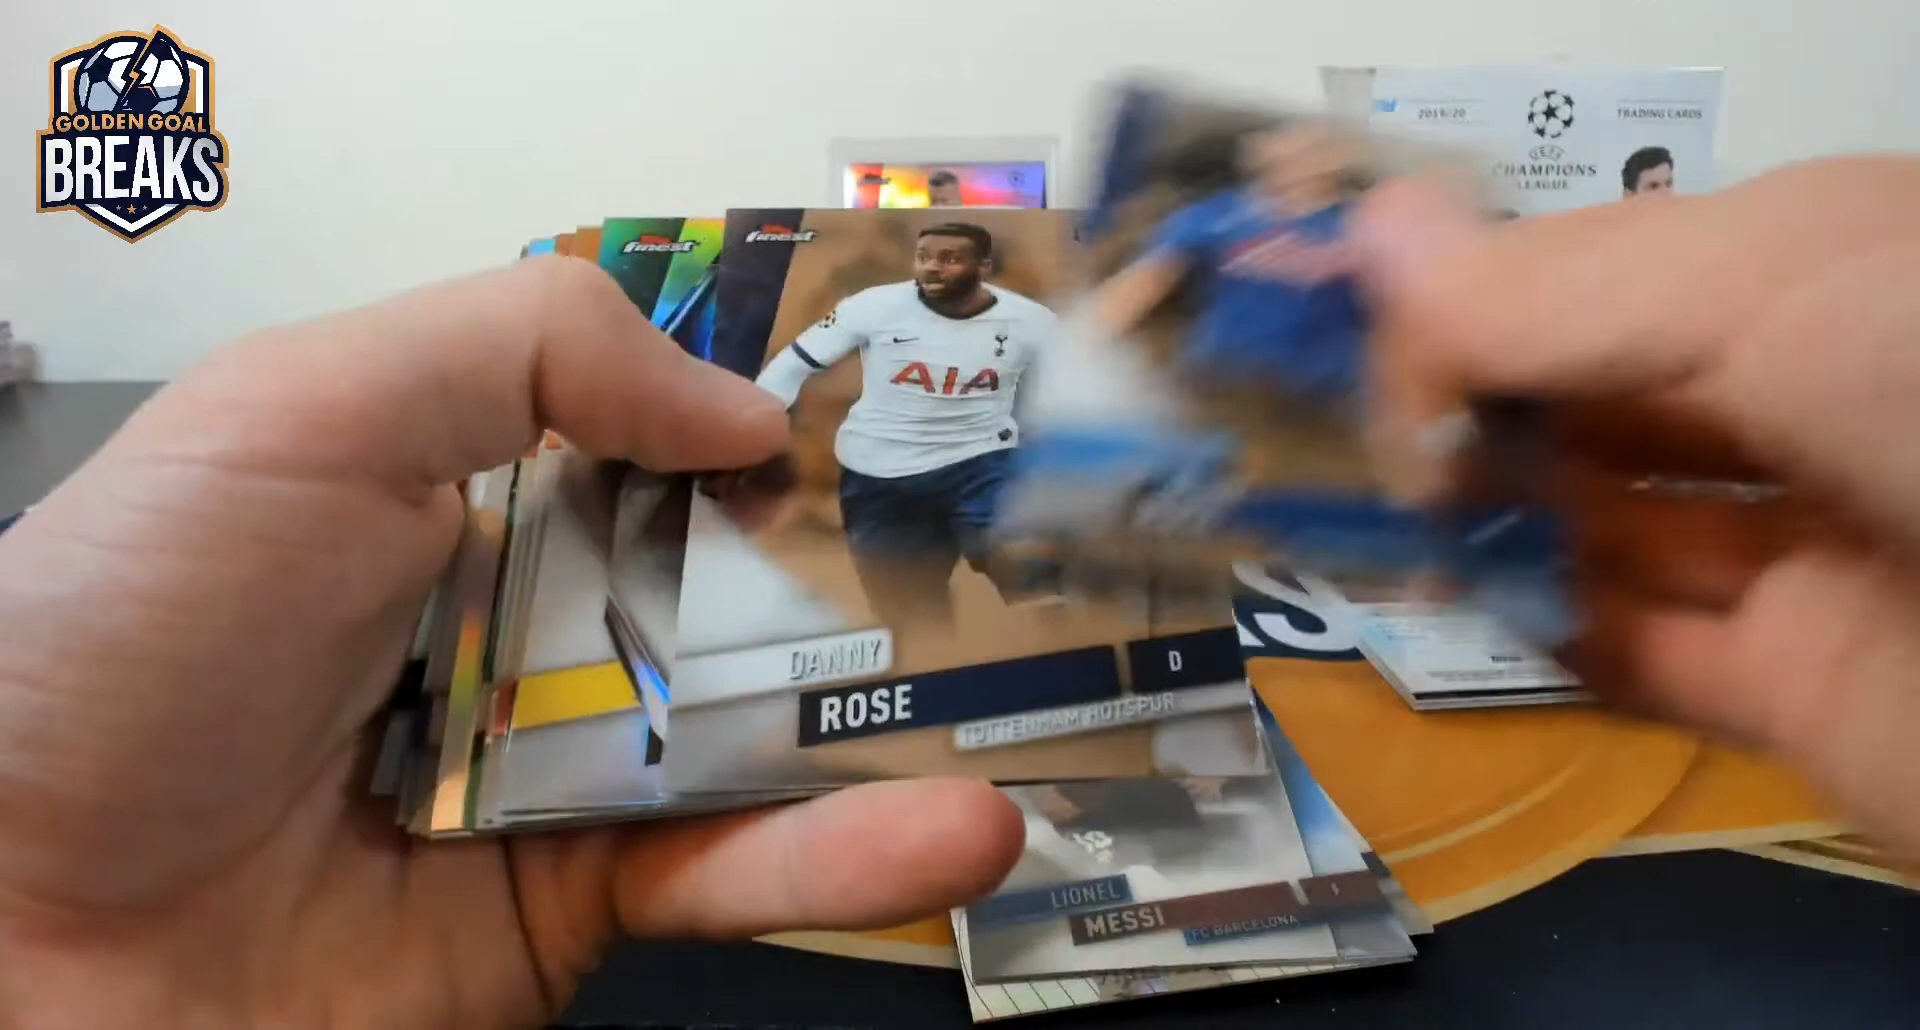 GOLDEN GOAL
BREAKS
2019/20
TRADING CARDS
UEFA
CHAMPIONS
LEAGUE
finest
finest
AIA
DANNY
ROSE
D
TOTTENHAM HOTSPUR
LIONEL
MESSI
FC BARCELONA